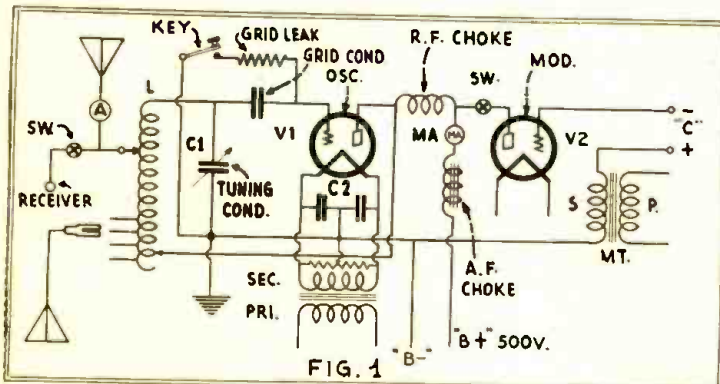 KEY
GRID LEAK
GRID COND
OSC.
R.F. CHOKE
SW.
MOD.
L
A
SW.
C1
V1
MA
MA
V2
-
"C"
+
RECEIVER
TUNING
COND.
C2
S
P.
MT.
SEC.
PRI.
A.F.
CHOKE
"B-"
"B+" 500V.
FIG. 1